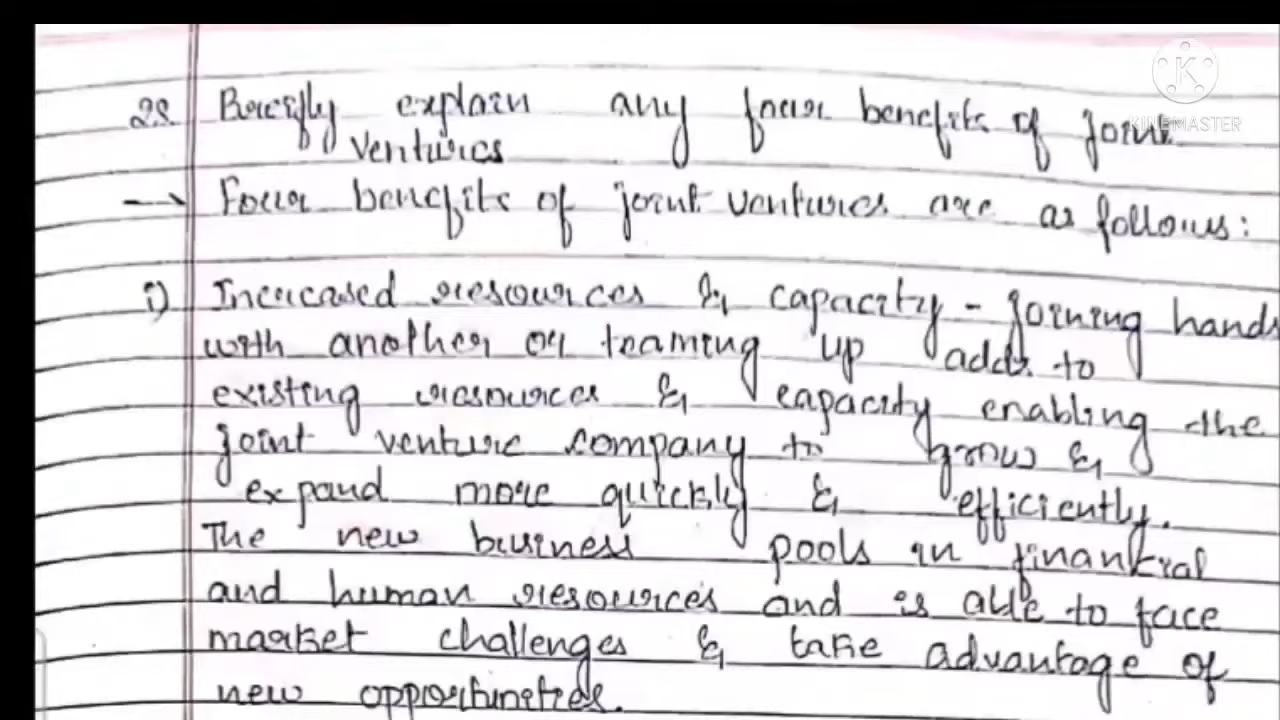 28. Briefly explain any four benefits of joint
ventures
→ Four benefits of joint ventures are as follows:
i) Increased resources & capacity - Joining hands
with another or teaming up adds to
existing resources & capacity enabling the
joint venture company to grow &
expand more quickly & efficiently.
The new business pools in financial
and human resources and is able to face
market challenges & take advantage of
new opportunities.
K
KINEMASTER